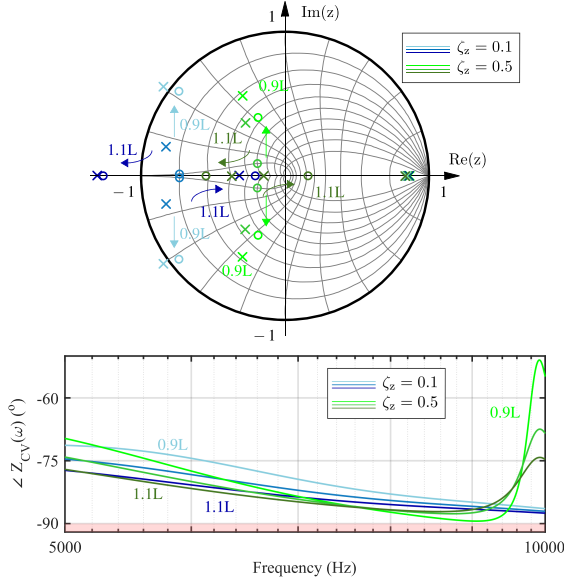 1
Im(z)
ζz = 0.1
ζz = 0.5
0.9L
0.9L
1.1L
1.1L
Re(z)
−1
1
1.1L
1.1L
0.9L
0.9L
−1
ζz = 0.1
ζz = 0.5
0.9L
0.9L
1.1L
1.1L
-60
-75
-90
∠ ZCV(ω) (º)
5000
10000
Frequency (Hz)